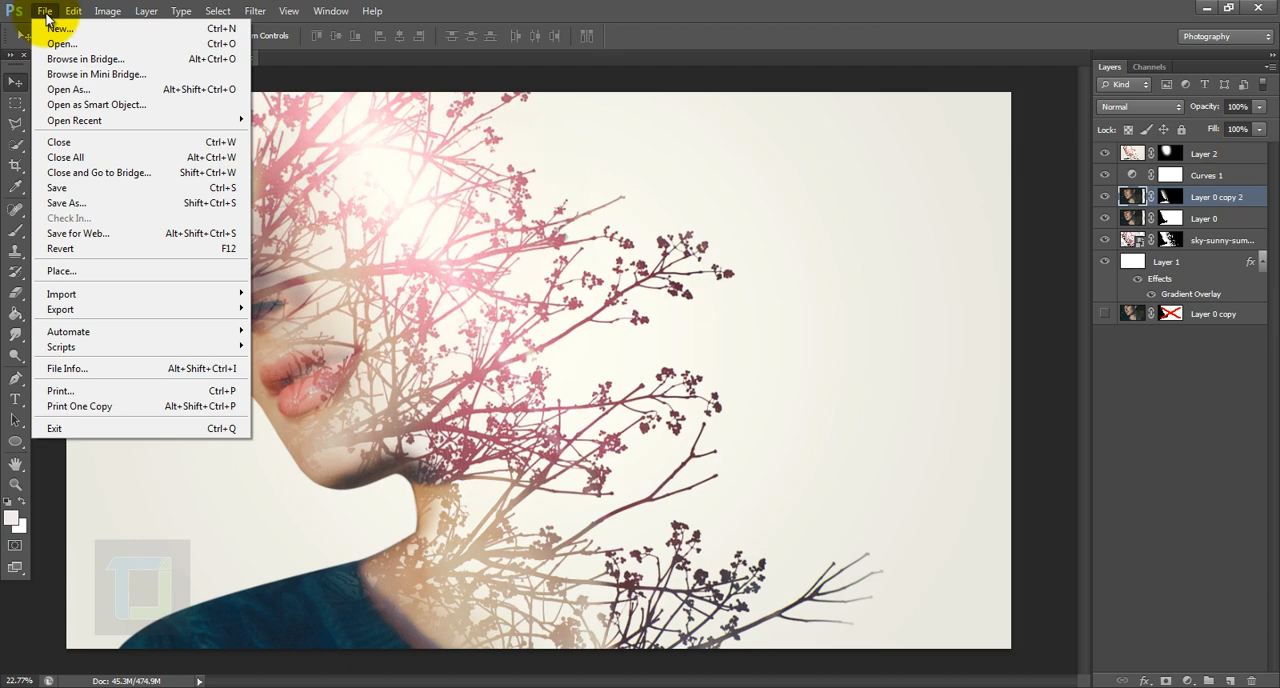 Ps File Edit Image Layer Type Select Filter View Window Help
m Controls
Photography
New... Ctrl+N
Open... Ctrl+O
Browse in Bridge... Alt+Ctrl+O
Browse in Mini Bridge...
Open As... Alt+Shift+Ctrl+O
Open as Smart Object...
Open Recent
Close Ctrl+W
Close All Alt+Ctrl+W
Close and Go to Bridge... Shift+Ctrl+W
Save Ctrl+S
Save As... Shift+Ctrl+S
Check In...
Save for Web... Alt+Shift+Ctrl+S
Revert F12
Place...
Import
Export
Automate
Scripts
File Info... Alt+Shift+Ctrl+I
Print... Ctrl+P
Print One Copy Alt+Shift+Ctrl+P
Exit Ctrl+Q
Layers Channels
Kind
Normal Opacity: 100%
Lock: Fill: 100%
Layer 2
Curves 1
Layer 0 copy 2
Layer 0
sky-sunny-sum...
Layer 1 fx
Effects
Gradient Overlay
Layer 0 copy
22.77% Doc: 45.3M/474.9M
fx